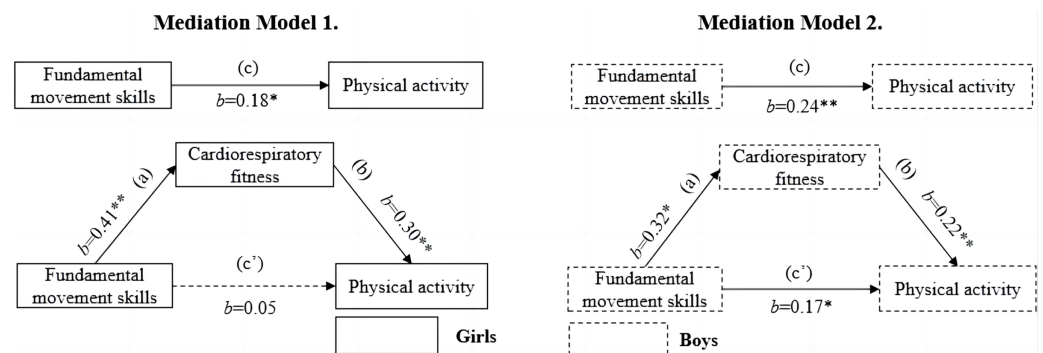 Mediation Model 1.
(c)
Fundamental
movement skills
Physical activity
b=0.18*
Cardiorespiratory
fitness
(a)
(b)
b=0.41**
b=0.30**
Fundamental
movement skills
(c’)
Physical activity
b=0.05
Girls
Mediation Model 2.
(c)
Fundamental
movement skills
Physical activity
b=0.24**
Cardiorespiratory
fitness
(a)
(b)
b=0.32*
b=0.22**
Fundamental
movement skills
(c’)
Physical activity
b=0.17*
Boys